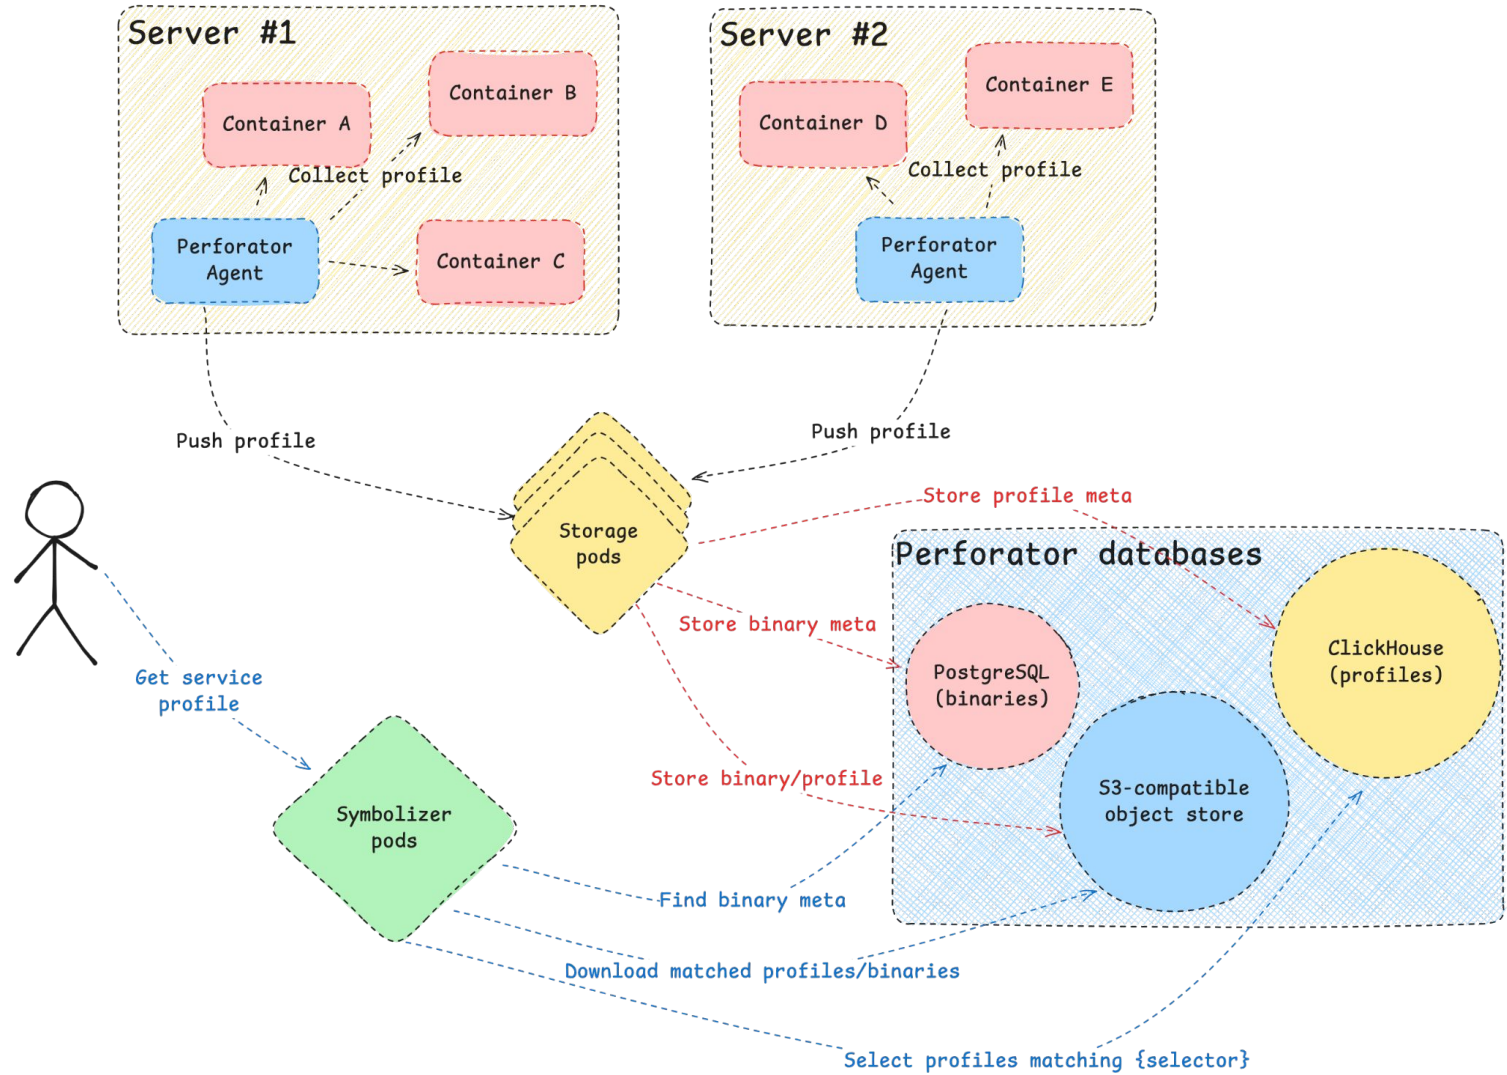 Server #1
Container A
Container B
Collect profile
Perforator
Agent
Container C
Server #2
Container D
Container E
Collect profile
Perforator
Agent
Push profile
Push profile
Storage
pods
Store profile meta
Perforator databases
Store binary meta
PostgreSQL
(binaries)
ClickHouse
(profiles)
Get service
profile
Store binary/profile
S3-compatible
object store
Symbolizer
pods
Find binary meta
Download matched profiles/binaries
Select profiles matching {selector}